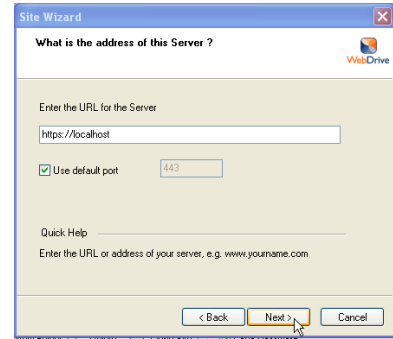 Site Wizard
What is the address of this Server ?
WebDrive
Enter the URL for the Server
https://localhost
Use default port
443
Quick Help
Enter the URL or address of your server, e.g. www.yourname.com
< Back
Next >
Cancel